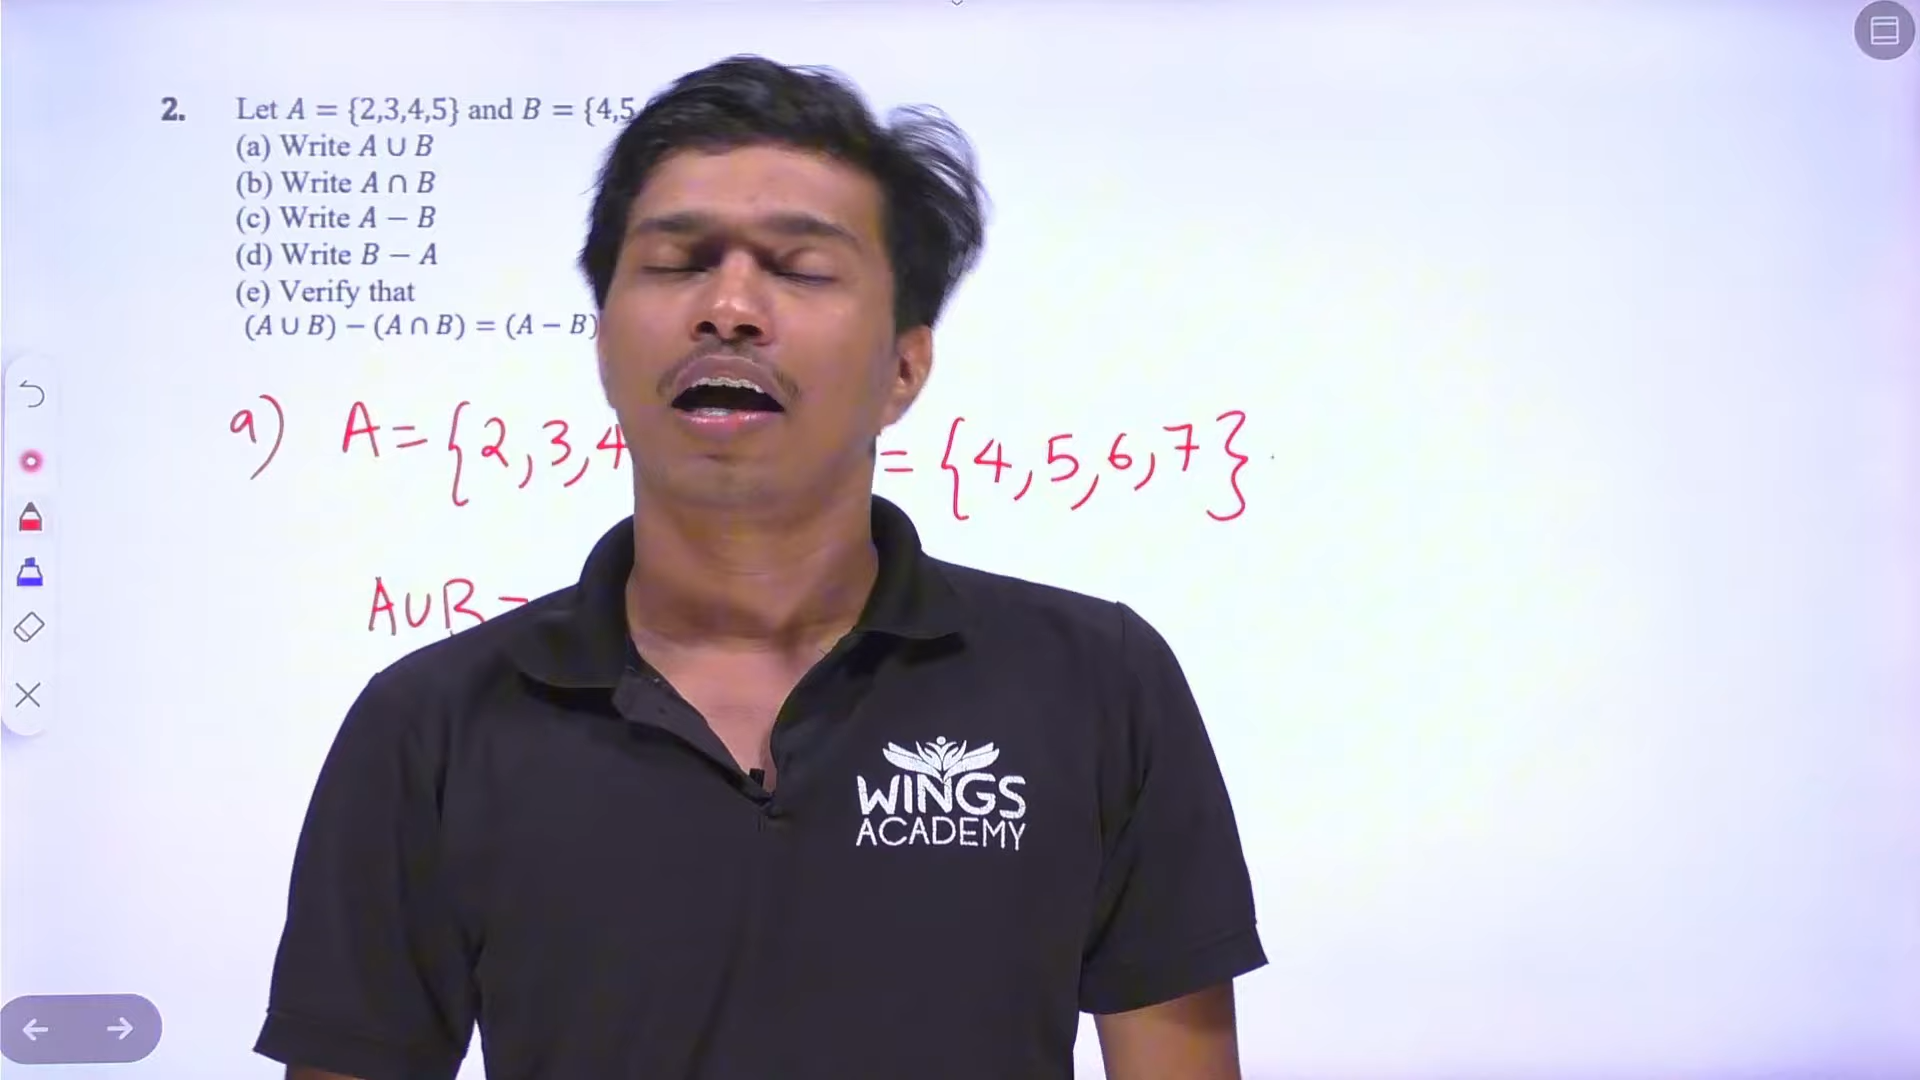 2. Let A = {2,3,4,5} and B = {4,5
(a) Write A ∪ B
(b) Write A ∩ B
(c) Write A − B
(d) Write B − A
(e) Verify that
(A ∪ B) − (A ∩ B) = (A − B)
a) A = {2,3,4 = {4,5,6,7}
A∪B =
WINGS
ACADEMY